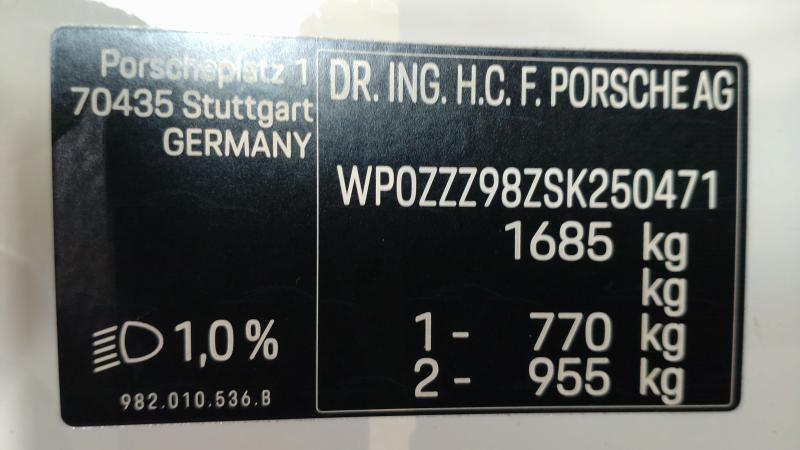 Porscheplatz 1
70435 Stuttgart
GERMANY
1,0 %
982.010.536.B
DR. ING. H.C. F. PORSCHE AG
WP0ZZZ98ZSK250471
1685 kg
kg
1 - 770 kg
2 - 955 kg